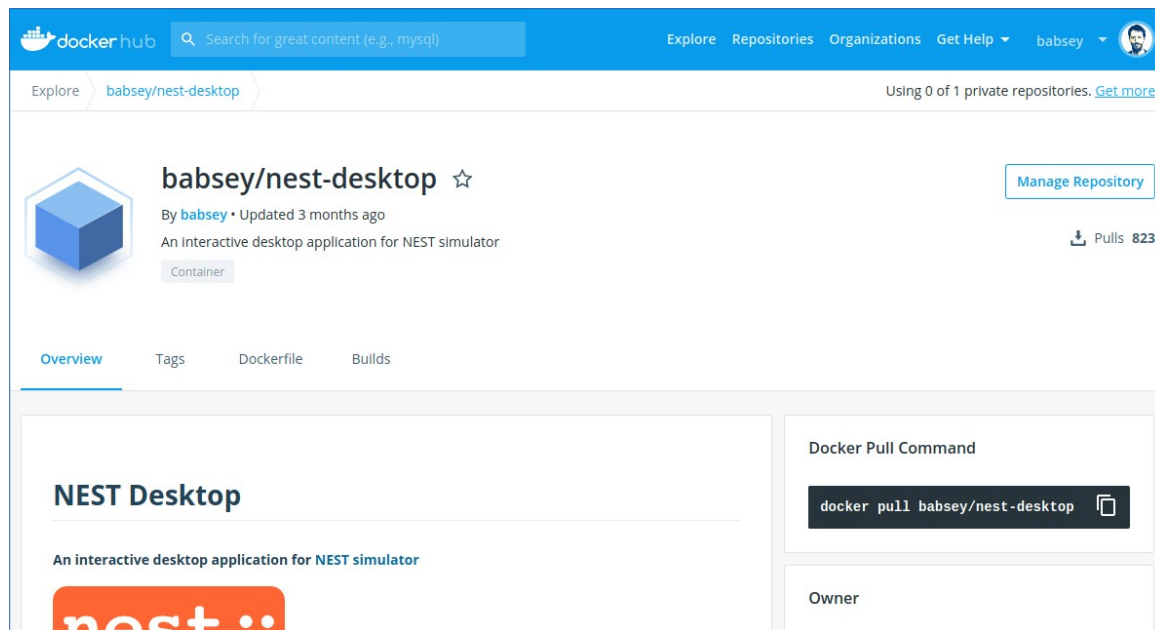 docker hub
Search for great content (e.g., mysql)
Explore Repositories Organizations Get Help babsey
Explore babsey/nest-desktop
Using 0 of 1 private repositories. Get more
babsey/nest-desktop
Manage Repository
By babsey • Updated 3 months ago
An interactive desktop application for NEST simulator
Pulls 823
Container
Overview Tags Dockerfile Builds
NEST Desktop
An interactive desktop application for NEST simulator
nest::
Docker Pull Command
docker pull babsey/nest-desktop
Owner